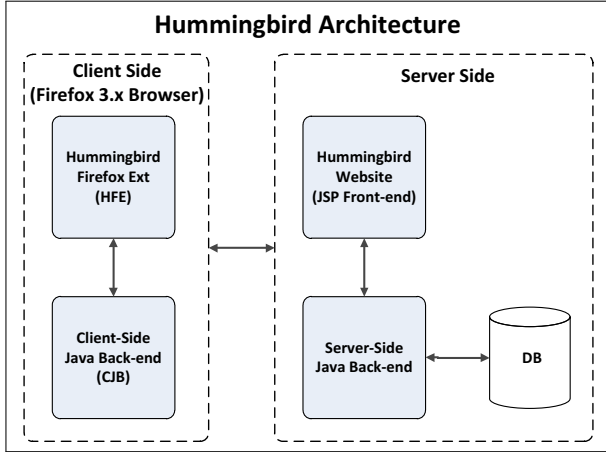 Hummingbird Architecture
Client Side
(Firefox 3.x Browser)
Hummingbird
Firefox Ext
(HFE)
Client-Side
Java Back-end
(CJB)
Server Side
Hummingbird
Website
(JSP Front-end)
Server-Side
Java Back-end
DB